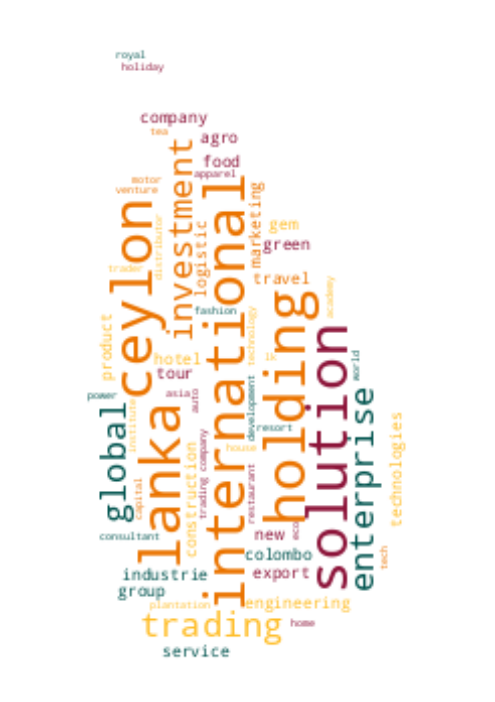 royal
holiday
company
tea
agro
food
apparel
motor
venture
investment
international
marketing
ceylon
distributor
logistic
gem
green
trader
travel
holding
academy
fashion
technology
product
hotel
lk
tour
solution
world
power
asia
auto
development
lanka
global
institute
resort
enterprise
technologies
construction
trading company
house
restaurant
capital
new
eco
consultant
colombo
tech
industrie
export
group
plantation
engineering
trading
home
service